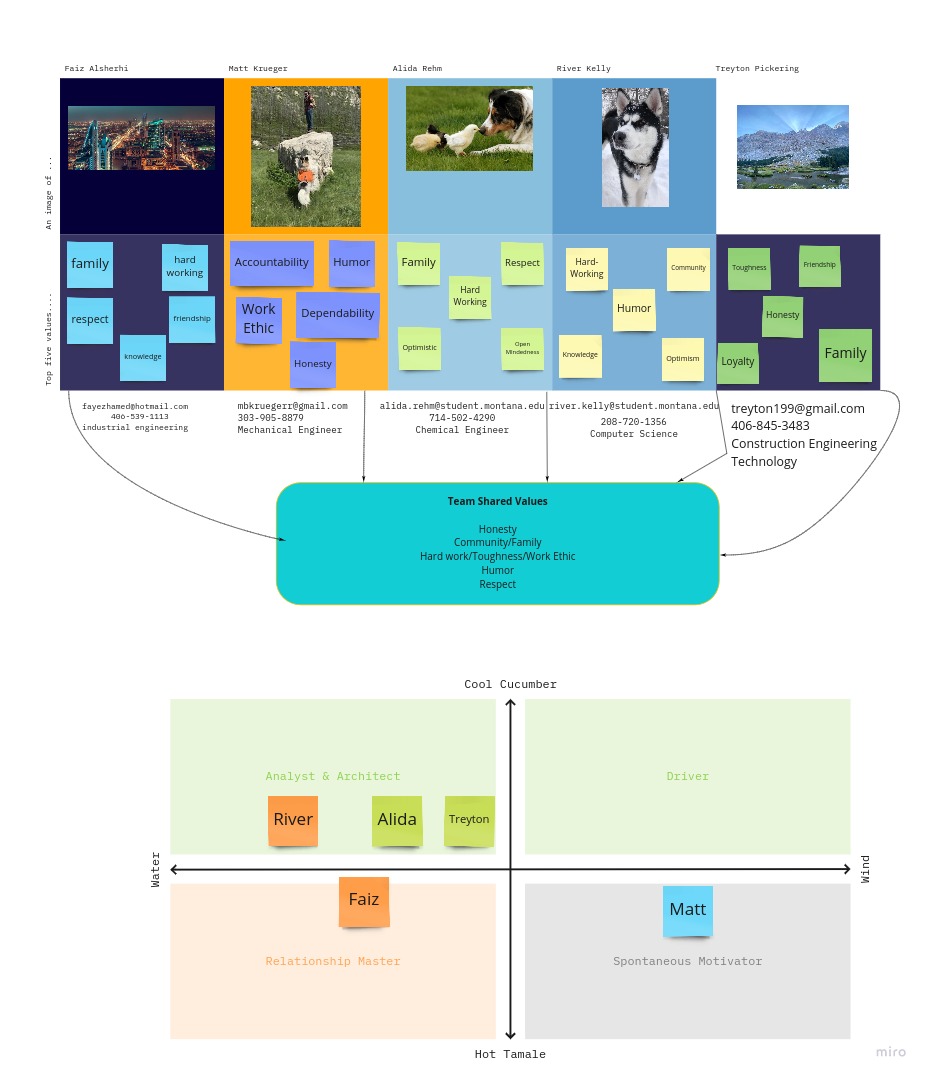 Faiz Alsherhi
Matt Krueger
Alida Rehm
River Kelly
Treyton Pickering
An image of ...
Top five values....
family
hard
working
respect
friendship
knowledge
Accountability
Humor
Work
Ethic
Dependability
Honesty
Family
Respect
Hard
Working
Optimistic
Open
Mindedness
Hard-
Working
Community
Humor
Knowledge
Optimism
Toughness
Friendship
Honesty
Loyalty
Family
fayezhamed@hotmail.com
406-539-1113
industrial engineering
mbkruegerr@gmail.com
303-905-8879
Mechanical Engineer
alida.rehm@student.montana.edu
714-502-4290
Chemical Engineer
river.kelly@student.montana.edu
208-720-1356
Computer Science
treyton199@gmail.com
406-845-3483
Construction Engineering
Technology
Team Shared Values
Honesty
Community/Family
Hard work/Toughness/Work Ethic
Humor
Respect
Cool Cucumber
Analyst & Architect
Driver
River
Alida
Treyton
Water
Wind
Faiz
Matt
Relationship Master
Spontaneous Motivator
Hot Tamale
miro